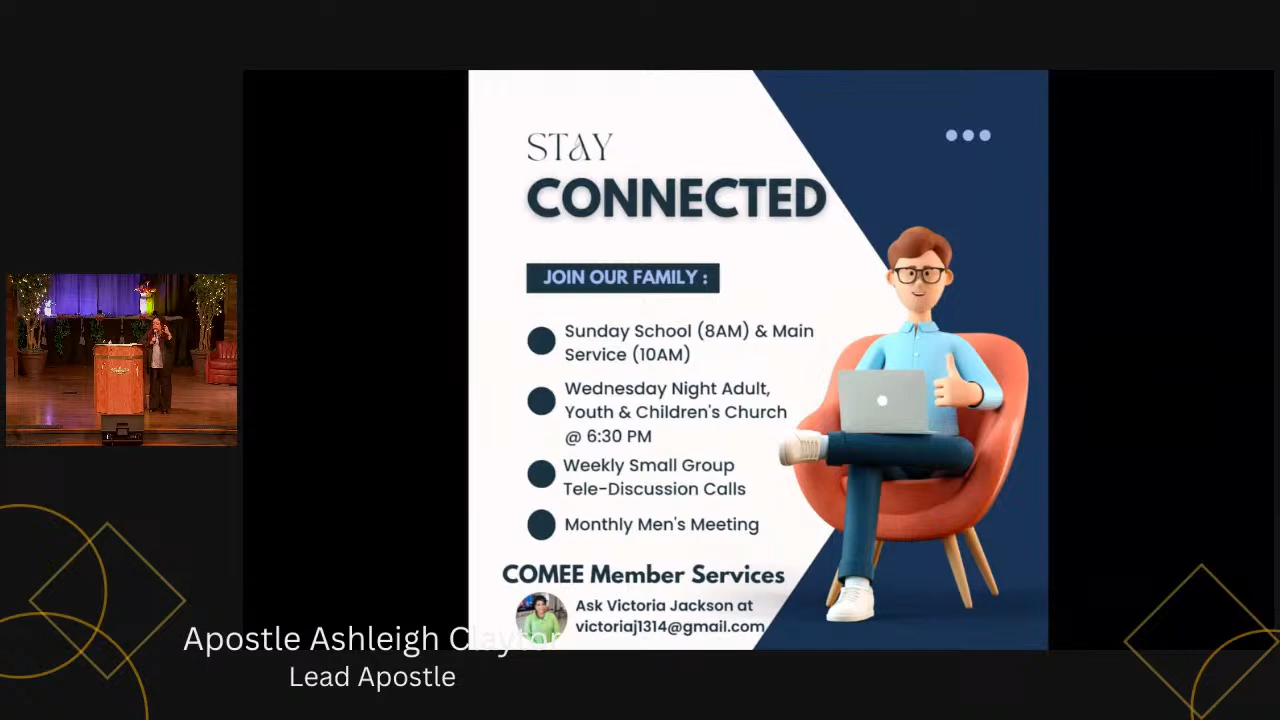 STAY
CONNECTED
JOIN OUR FAMILY :
Sunday School (8AM) & Main
Service (10AM)
Wednesday Night Adult,
Youth & Children's Church
@ 6:30 PM
Weekly Small Group
Tele-Discussion Calls
Monthly Men's Meeting
COMEE Member Services
Ask Victoria Jackson at
victoriaj1314@gmail.com
Apostle Ashleigh Claytor
Lead Apostle